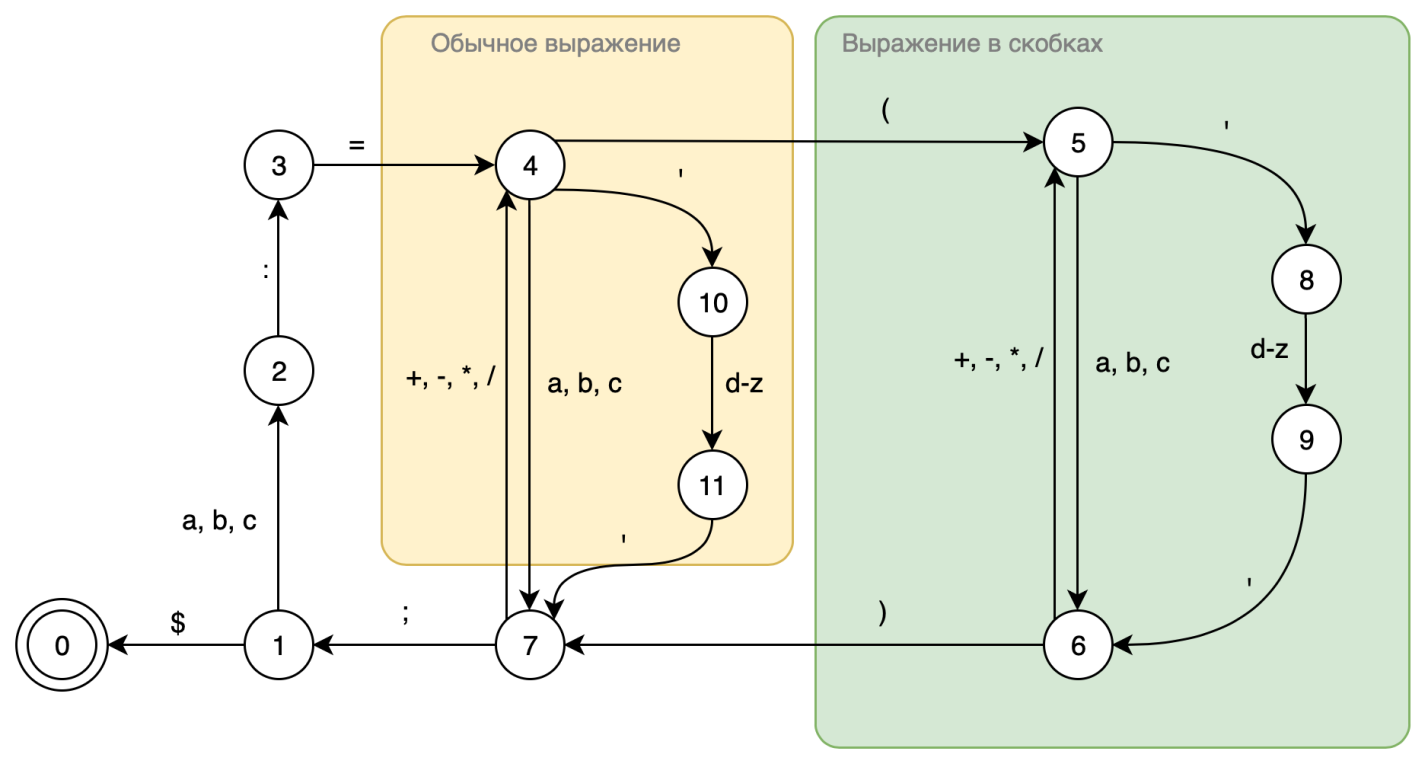 Обычное выражение
Выражение в скобках
(
'
=
3
4
5
'
:
10
8
2
+, -, *, /
a, b, c
d-z
+, -, *, /
a, b, c
d-z
9
11
a, b, c
'
'
$
;
)
0
1
7
6